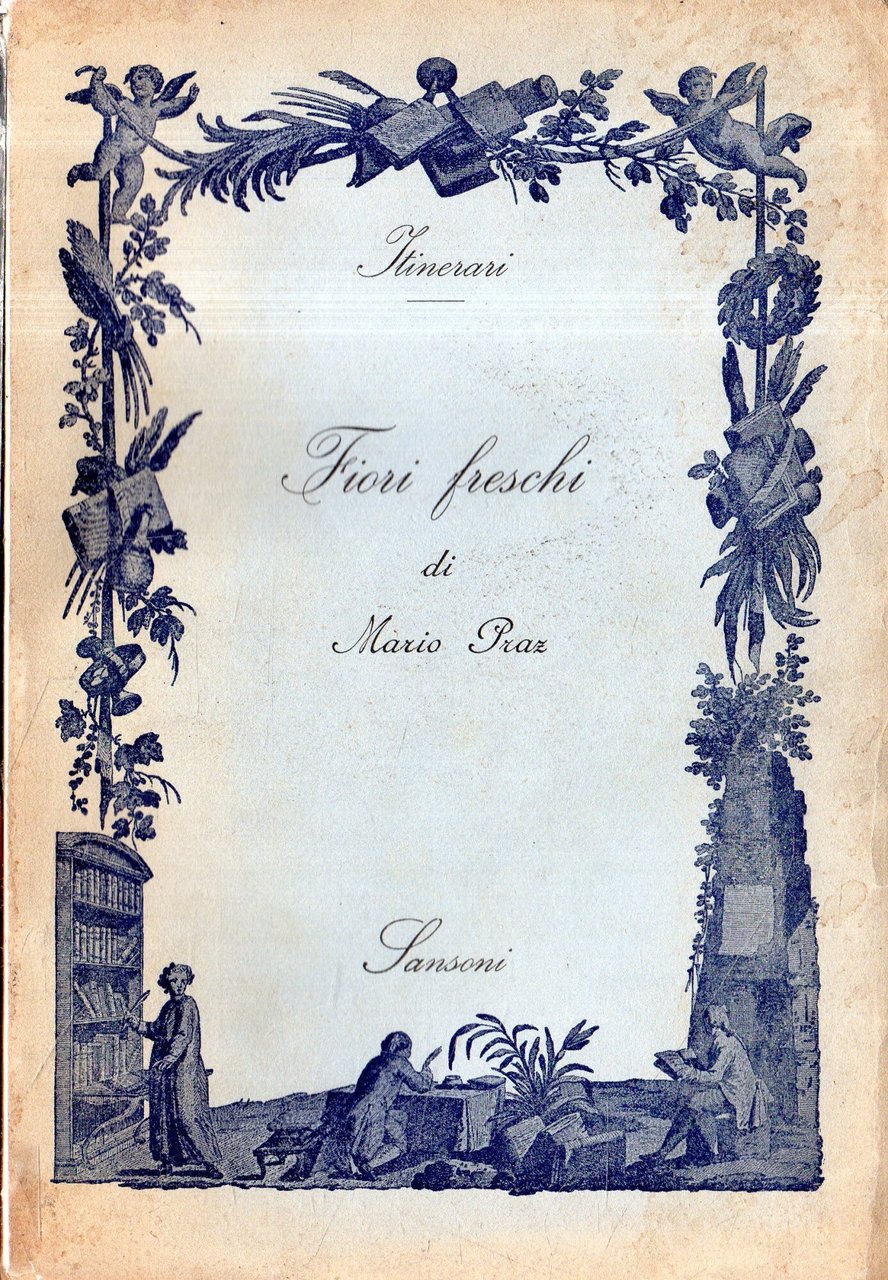 Itinerari
Fiori freschi
di
Mario Praz
Sansoni